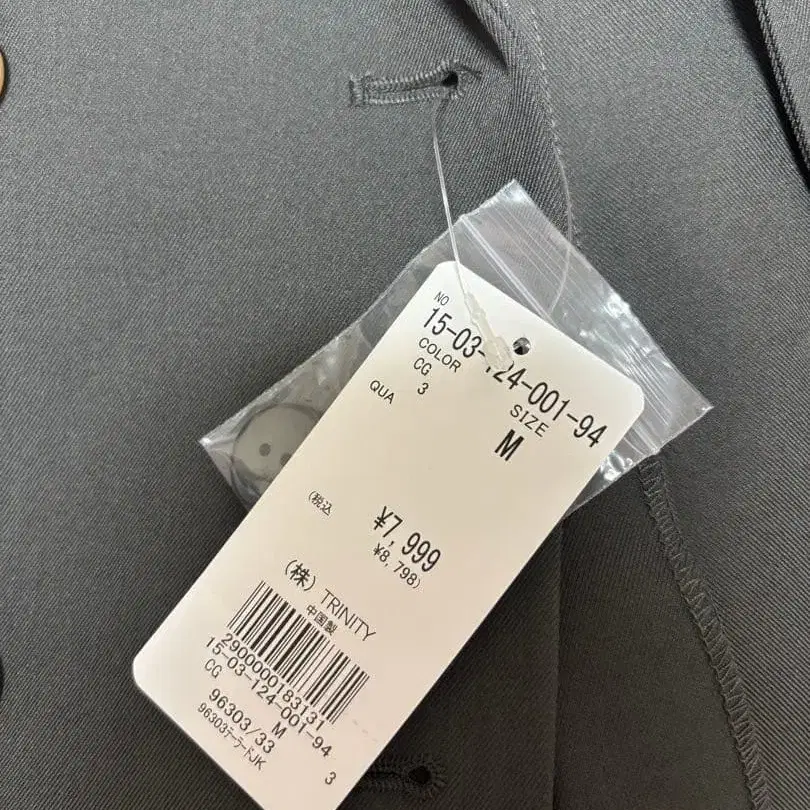 NO
15-03-124-001-94
COLOR SIZE
CG M
3
QUA
¥7,999
(税込 ¥8,798)
(株) TRINITY
中国製
2900000183131
15-03-124-001-94
CG M 3
96303/33
96303テーラードJK